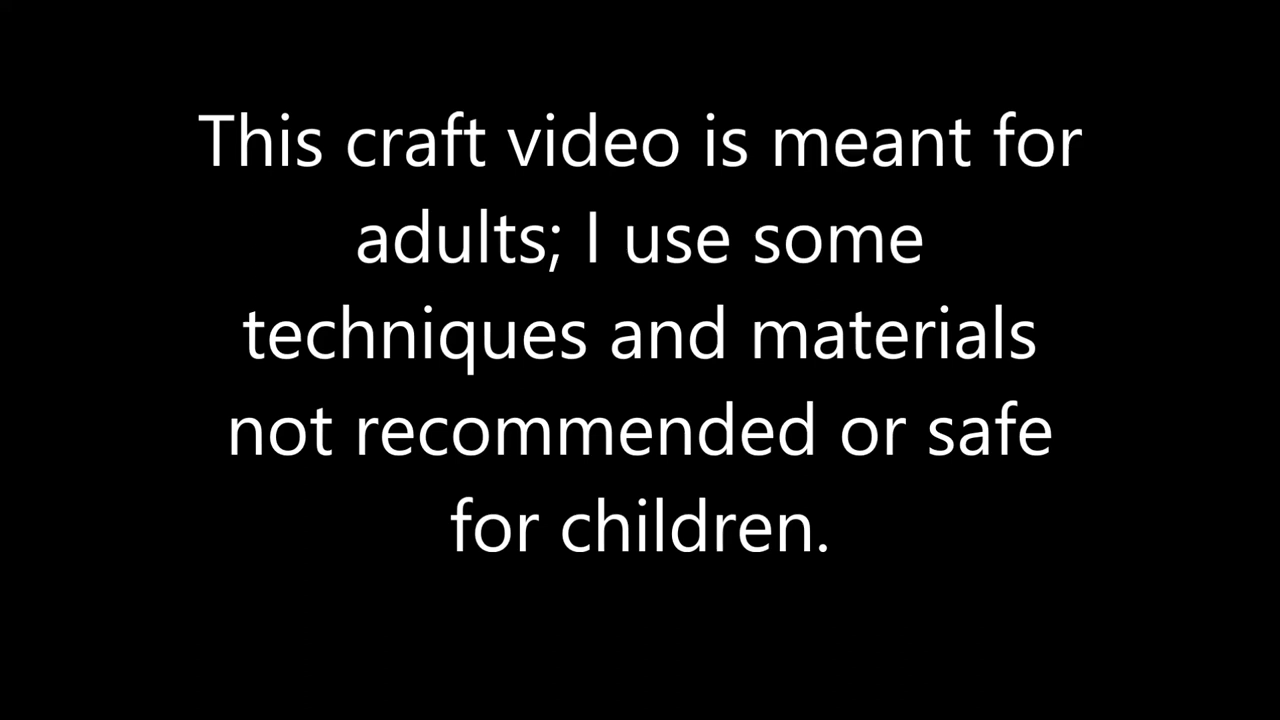 This craft video is meant for
adults; I use some
techniques and materials
not recommended or safe
for children.